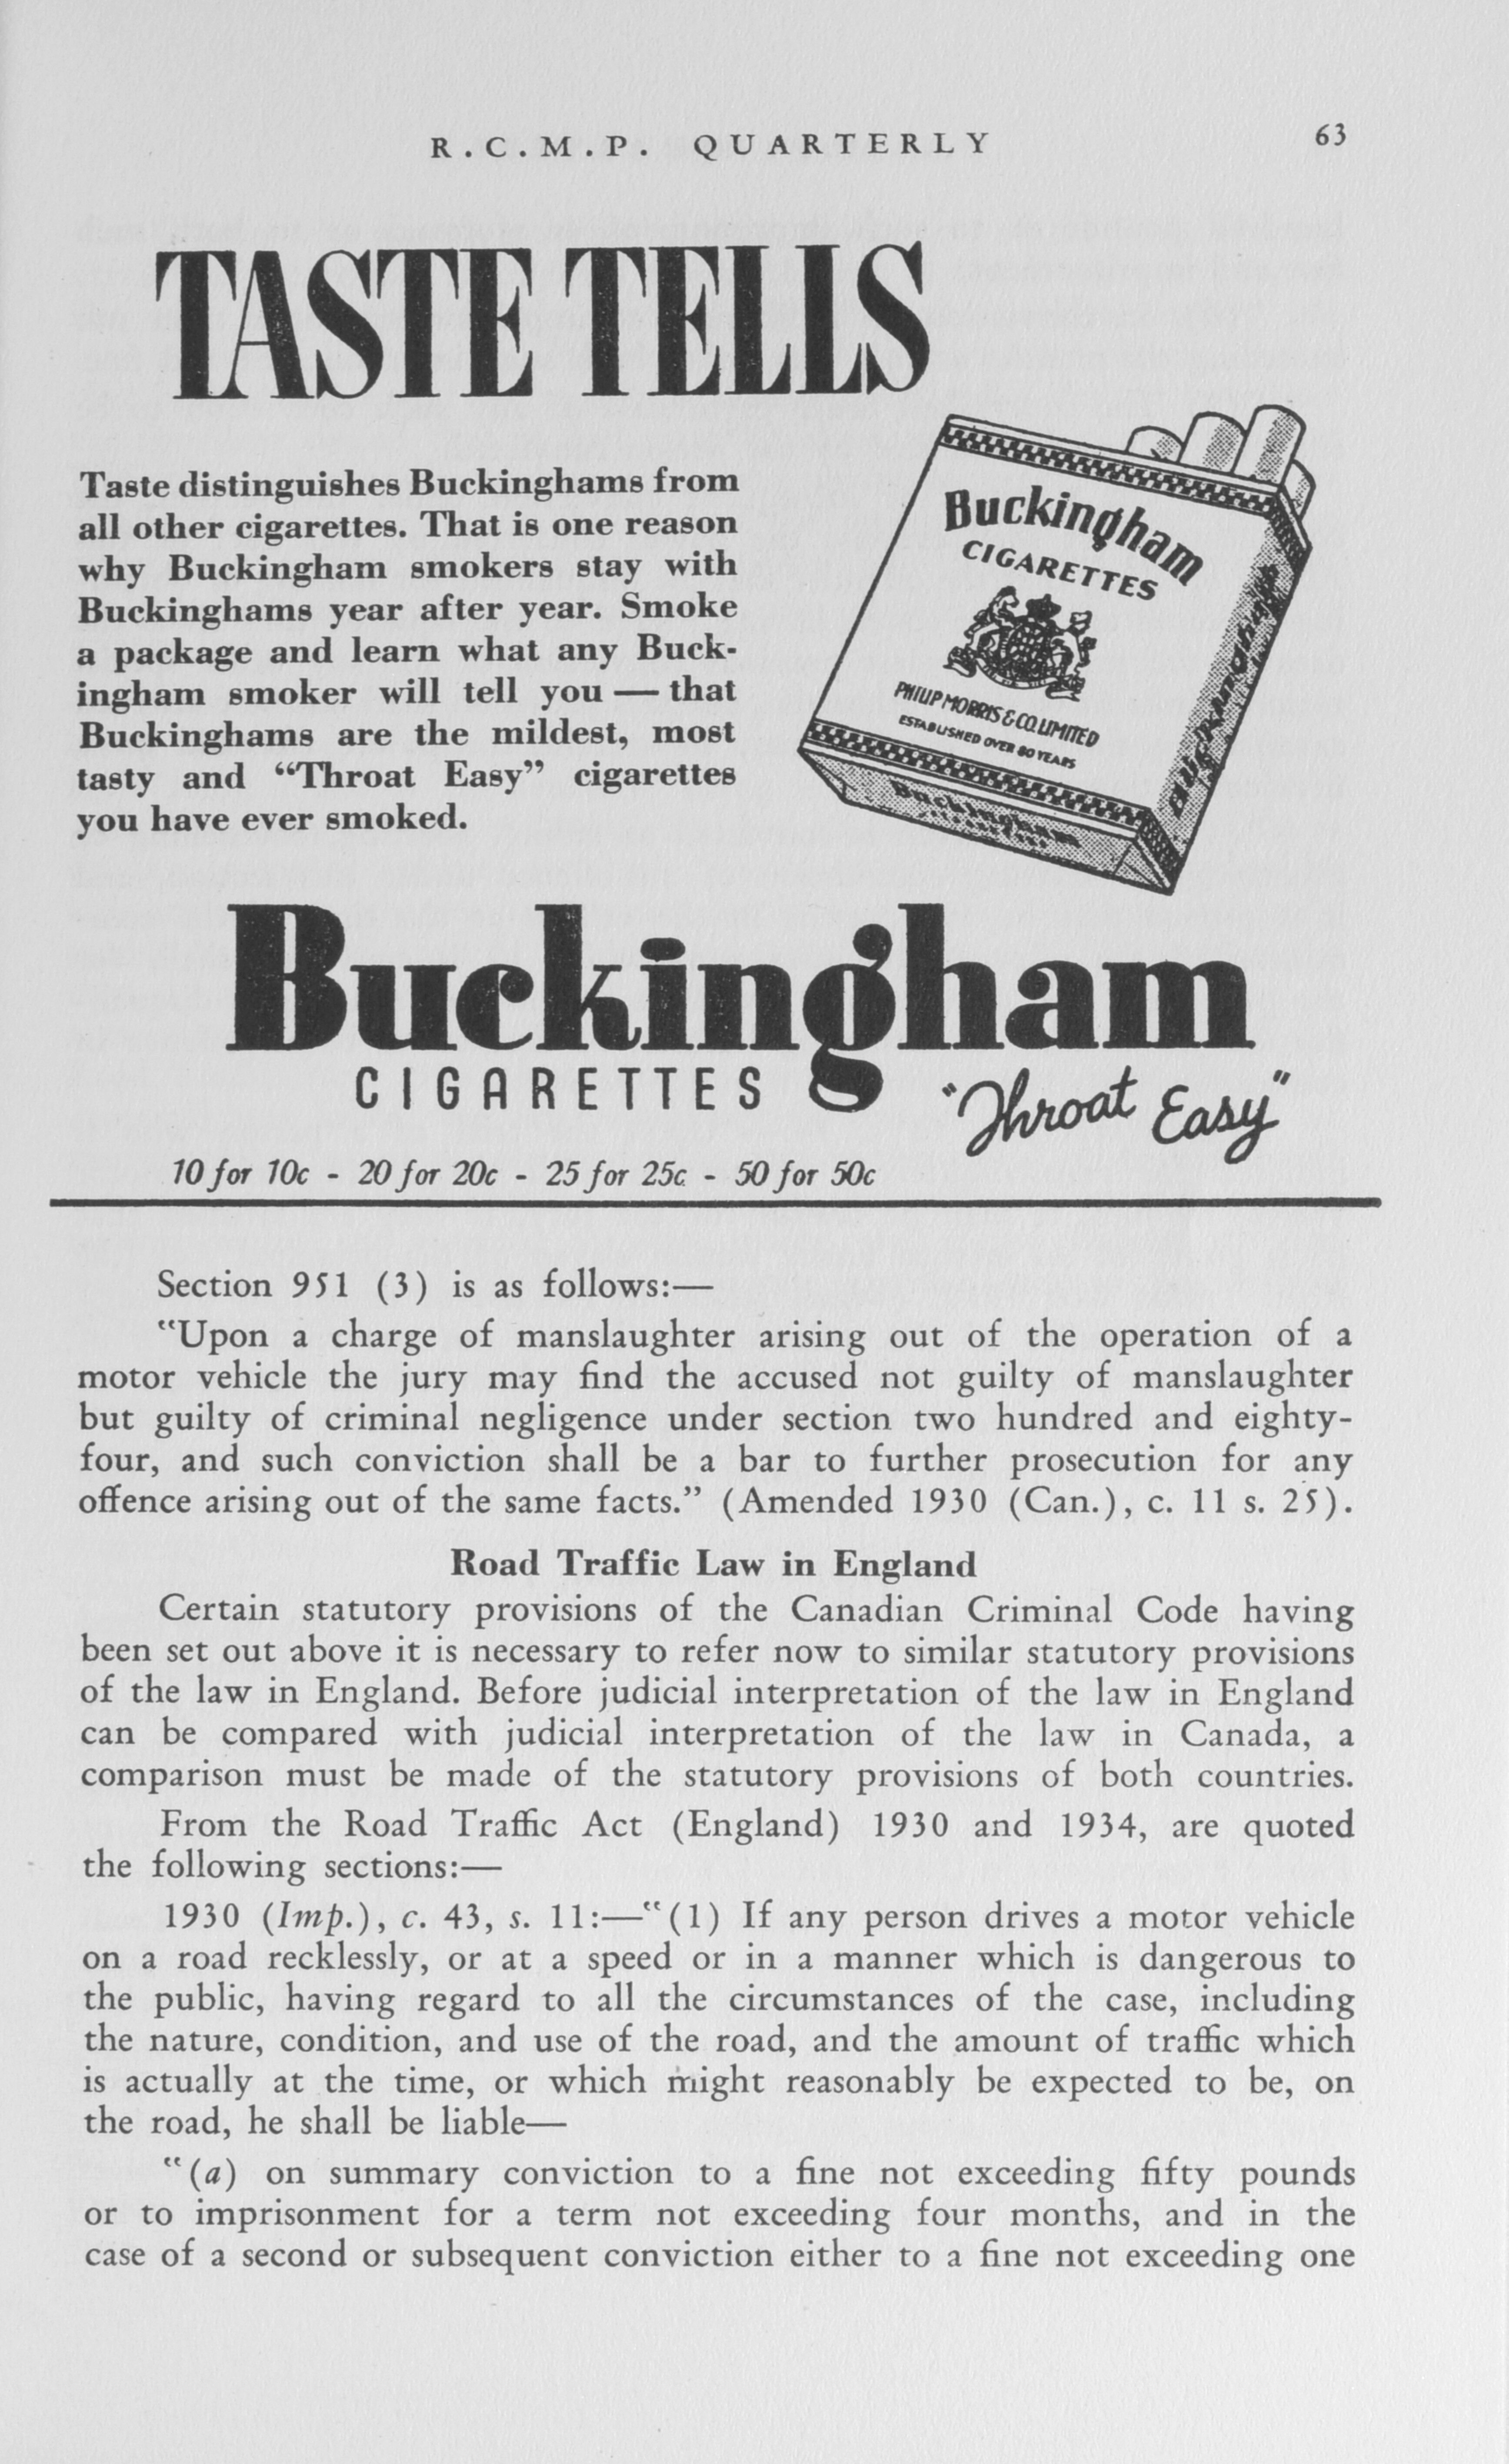 R.C.M.P. QUARTERLY 63
TASTE TELLS
Taste distinguishes Buckinghams from
all other cigarettes. That is one reason
why Buckingham smokers stay with
Buckinghams year after year. Smoke
a package and learn what any Buck-
ingham smoker will tell you — that
Buckinghams are the mildest, most
tasty and “Throat Easy” cigarettes
you have ever smoked.
Buckingham
CIGARETTES
PHILIP MORRIS & CO. LIMITED
ESTABLISHED OVER 80 YEARS
Buckingham
Buckingham
CIGARETTES
Buckingham
CIGARETTES
"Throat Easy"
10 for 10c - 20 for 20c - 25 for 25c - 50 for 50c
Section 951 (3) is as follows:—
"Upon a charge of manslaughter arising out of the operation of a
motor vehicle the jury may find the accused not guilty of manslaughter
but guilty of criminal negligence under section two hundred and eighty-
four, and such conviction shall be a bar to further prosecution for any
offence arising out of the same facts.” (Amended 1930 (Can.), c. 11 s. 25).
Road Traffic Law in England
Certain statutory provisions of the Canadian Criminal Code having
been set out above it is necessary to refer now to similar statutory provisions
of the law in England. Before judicial interpretation of the law in England
can be compared with judicial interpretation of the law in Canada, a
comparison must be made of the statutory provisions of both countries.
From the Road Traffic Act (England) 1930 and 1934, are quoted
the following sections:—
1930 (Imp.), c. 43, s. 11:—"(1) If any person drives a motor vehicle
on a road recklessly, or at a speed or in a manner which is dangerous to
the public, having regard to all the circumstances of the case, including
the nature, condition, and use of the road, and the amount of traffic which
is actually at the time, or which might reasonably be expected to be, on
the road, he shall be liable—
"(a) on summary conviction to a fine not exceeding fifty pounds
or to imprisonment for a term not exceeding four months, and in the
case of a second or subsequent conviction either to a fine not exceeding one